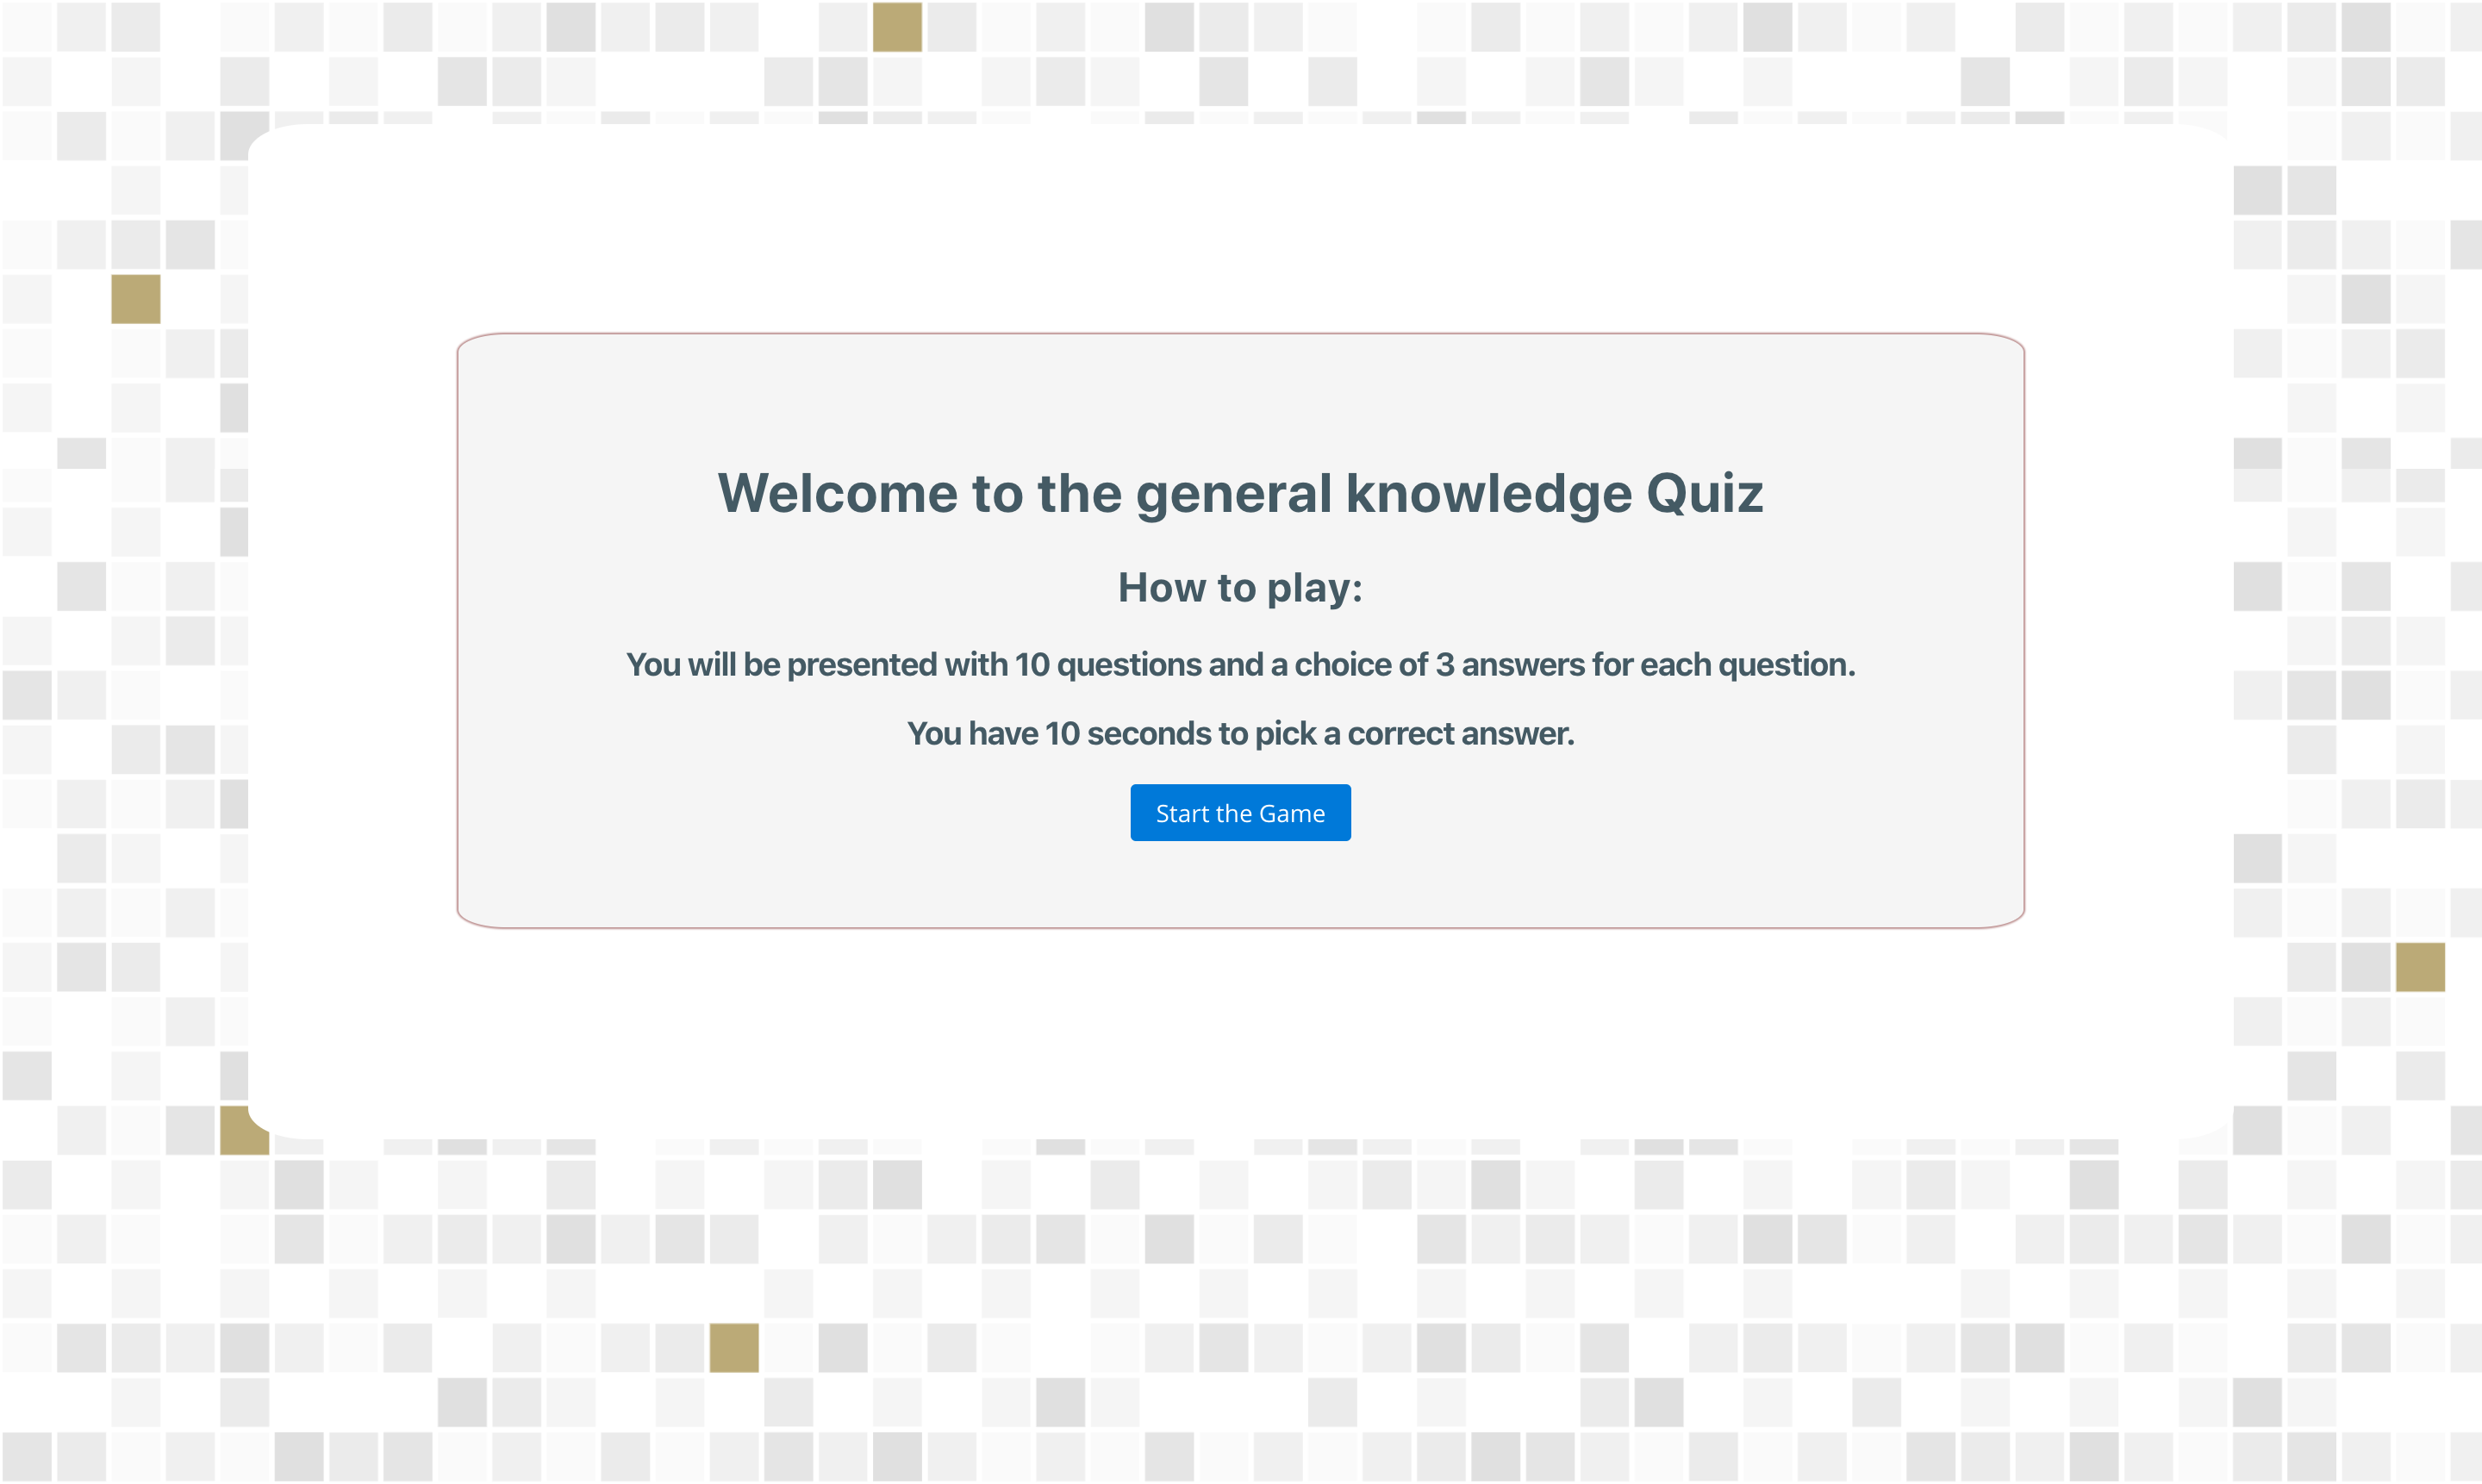 Welcome to the general knowledge Quiz
How to play:
You will be presented with 10 questions and a choice of 3 answers for each question.
You have 10 seconds to pick a correct answer.
Start the Game